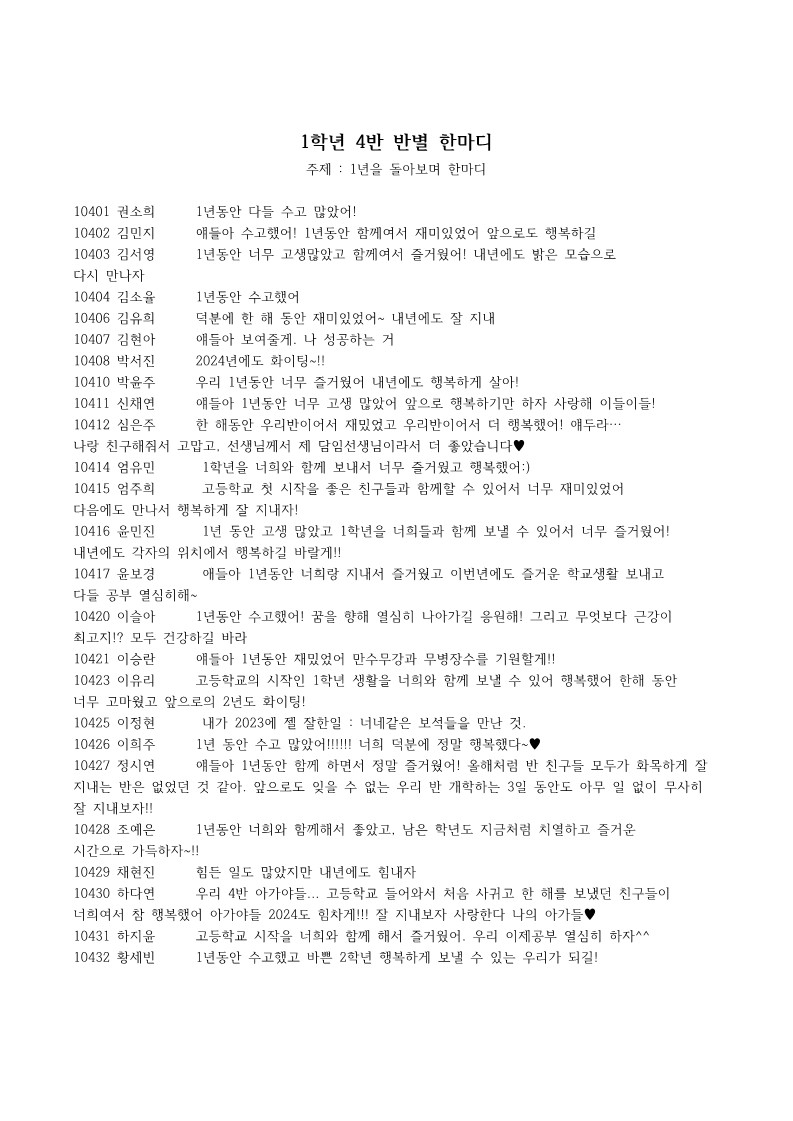 1학년 4반 반별 한마디
주제 : 1년을 돌아보며 한마디
10401 권소희 1년동안 다들 수고 많았어!
10402 김민지 얘들아 수고했어! 1년동안 함께여서 재미있었어 앞으로도 행복하길
10403 김서영 1년동안 너무 고생많았고 함께여서 즐거웠어! 내년에도 밝은 모습으로
다시 만나자
10404 김소율 1년동안 수고했어
10406 김유희 덕분에 한 해 동안 재미있었어~ 내년에도 잘 지내
10407 김현아 얘들아 보여줄게. 나 성공하는 거
10408 박서진 2024년에도 화이팅~!!
10410 박윤주 우리 1년동안 너무 즐거웠어 내년에도 행복하게 살아!
10411 신채연 얘들아 1년동안 너무 고생 많았어 앞으로 행복하기만 하자 사랑해 이들이들!
10412 심은주 한 해동안 우리반이어서 재밌었고 우리반이어서 더 행복했어! 얘두라…
나랑 친구해줘서 고맙고, 선생님께서 제 담임선생님이라서 더 좋았습니다♥
10414 엄유민 1학년을 너희와 함께 보내서 너무 즐거웠고 행복했어:)
10415 엄주희 고등학교 첫 시작을 좋은 친구들과 함께할 수 있어서 너무 재미있었어
다음에도 만나서 행복하게 잘 지내자!
10416 윤민진 1년 동안 고생 많았고 1학년을 너희들과 함께 보낼 수 있어서 너무 즐거웠어!
내년에도 각자의 위치에서 행복하길 바랄게!!
10417 윤보경 애들아 1년동안 너희랑 지내서 즐거웠고 이번년에도 즐거운 학교생활 보내고
다들 공부 열심히해~
10420 이슬아 1년동안 수고했어! 꿈을 향해 열심히 나아가길 응원해! 그리고 무엇보다 근강이
최고지!? 모두 건강하길 바라
10421 이승란 얘들아 1년동안 재밌었어 만수무강과 무병장수를 기원할게!!
10423 이유리 고등학교의 시작인 1학년 생활을 너희와 함께 보낼 수 있어 행복했어 한해 동안
너무 고마웠고 앞으로의 2년도 화이팅!
10425 이정현 내가 2023에 젤 잘한일 : 너네같은 보석들을 만난 것.
10426 이희주 1년 동안 수고 많았어!!!!!! 너희 덕분에 정말 행복했다~♥
10427 정시연 얘들아 1년동안 함께 하면서 정말 즐거웠어! 올해처럼 반 친구들 모두가 화목하게 잘
지내는 반은 없었던 것 같아. 앞으로도 잊을 수 없는 우리 반 개학하는 3일 동안도 아무 일 없이 무사히
잘 지내보자!!
10428 조예은 1년동안 너희와 함께해서 좋았고, 남은 학년도 지금처럼 치열하고 즐거운
시간으로 가득하자~!!
10429 채현진 힘든 일도 많았지만 내년에도 힘내자
10430 하다연 우리 4반 아가야들... 고등학교 들어와서 처음 사귀고 한 해를 보냈던 친구들이
너희여서 참 행복했어 아가야들 2024도 힘차게!!! 잘 지내보자 사랑한다 나의 아가들♥
10431 하지윤 고등학교 시작을 너희와 함께 해서 즐거웠어. 우리 이제공부 열심히 하자^^
10432 황세빈 1년동안 수고했고 바쁜 2학년 행복하게 보낼 수 있는 우리가 되길!